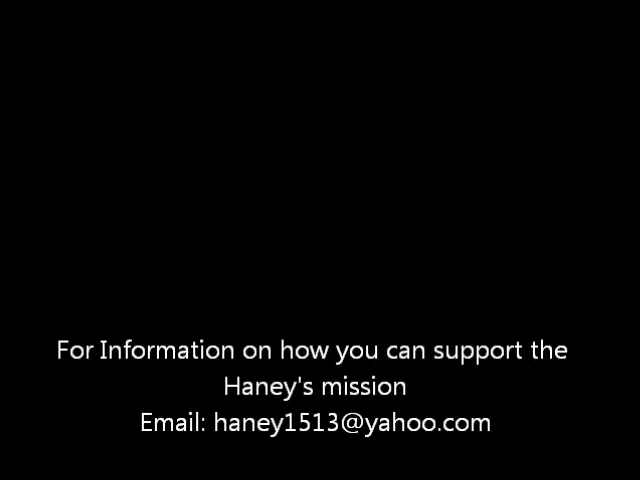 For Information on how you can support the
Haney's mission
Email: haney1513@yahoo.com